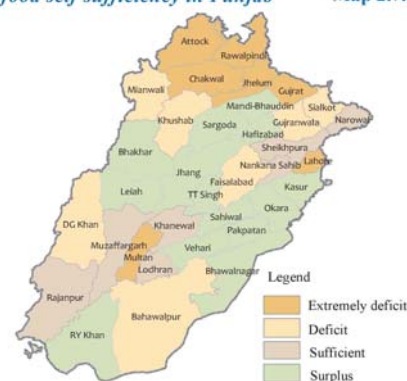 food self-sufficiency in Punjab
Attock
Rawalpindi
Chakwal
Jhelum
Gujrat
Mianwali
Mandi-Bhauddin
Sialkot
Khushab
Sargoda
Gujranwala
Narowal
Hafizabad
Sheikhpura
Bhakhar
Lahore
Nankana Sahib
Jhang
Faisalabad
Kasur
Leiah
TT Singh
Okara
Sahiwal
DG Khan
Khanewal
Pakpatan
Muzaffargarh
Multan
Vehari
Lodhran
Bhawalnagar
Rajanpur
Bahawalpur
RY Khan
Legend
Extremely deficit
Deficit
Sufficient
Surplus